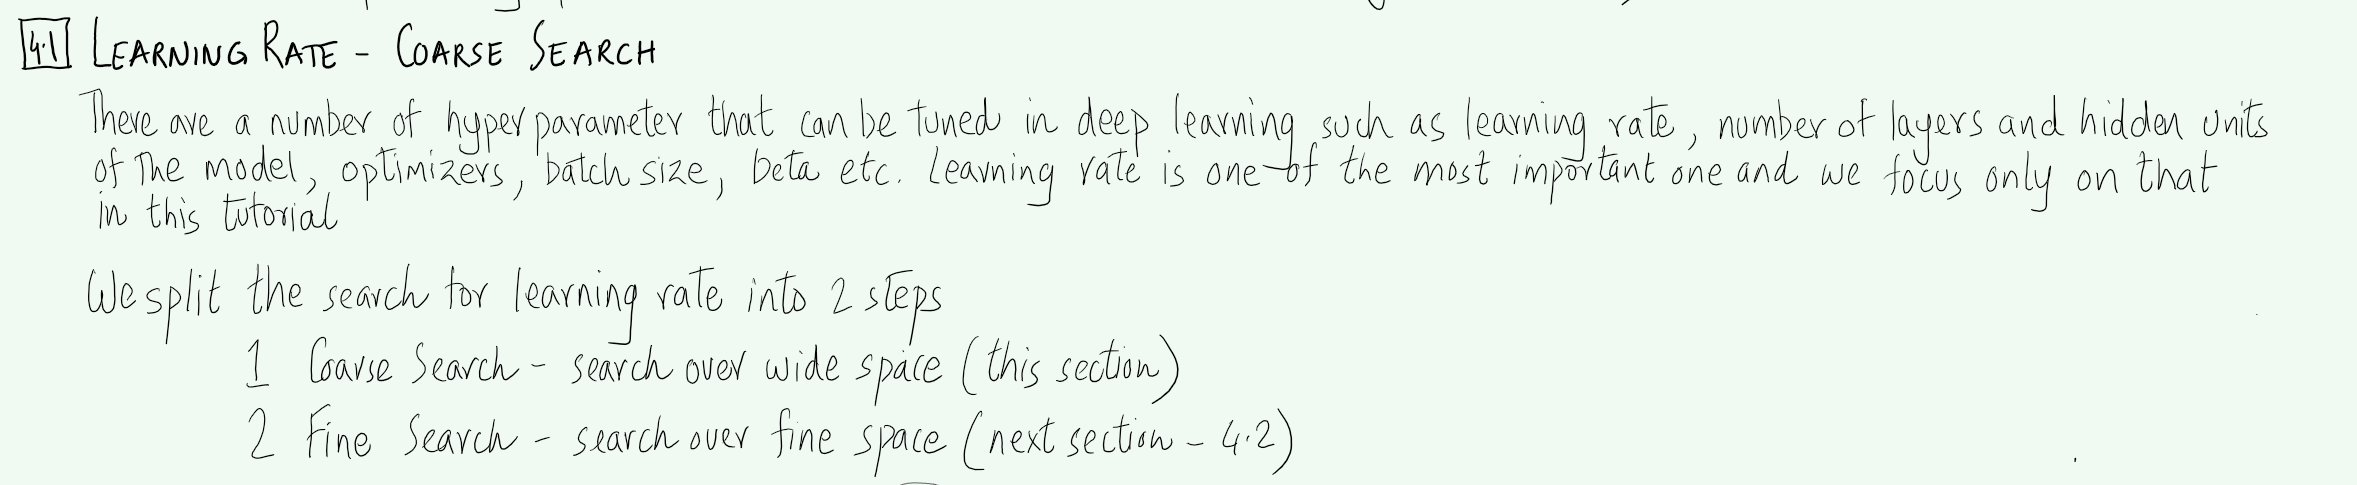 4.1 LEARNING RATE - COARSE SEARCH
There are a number of hyperparameter that can be tuned in deep learning such as learning rate, number of layers and hidden units
of the model, optimizers, batch size, beta etc. Learning rate is one of the most important one and we focus only on that
in this tutorial
We split the search for learning rate into 2 steps
1 Coarse Search - search over wide space (this section)
2 Fine Search - search over fine space (next section - 4.2)